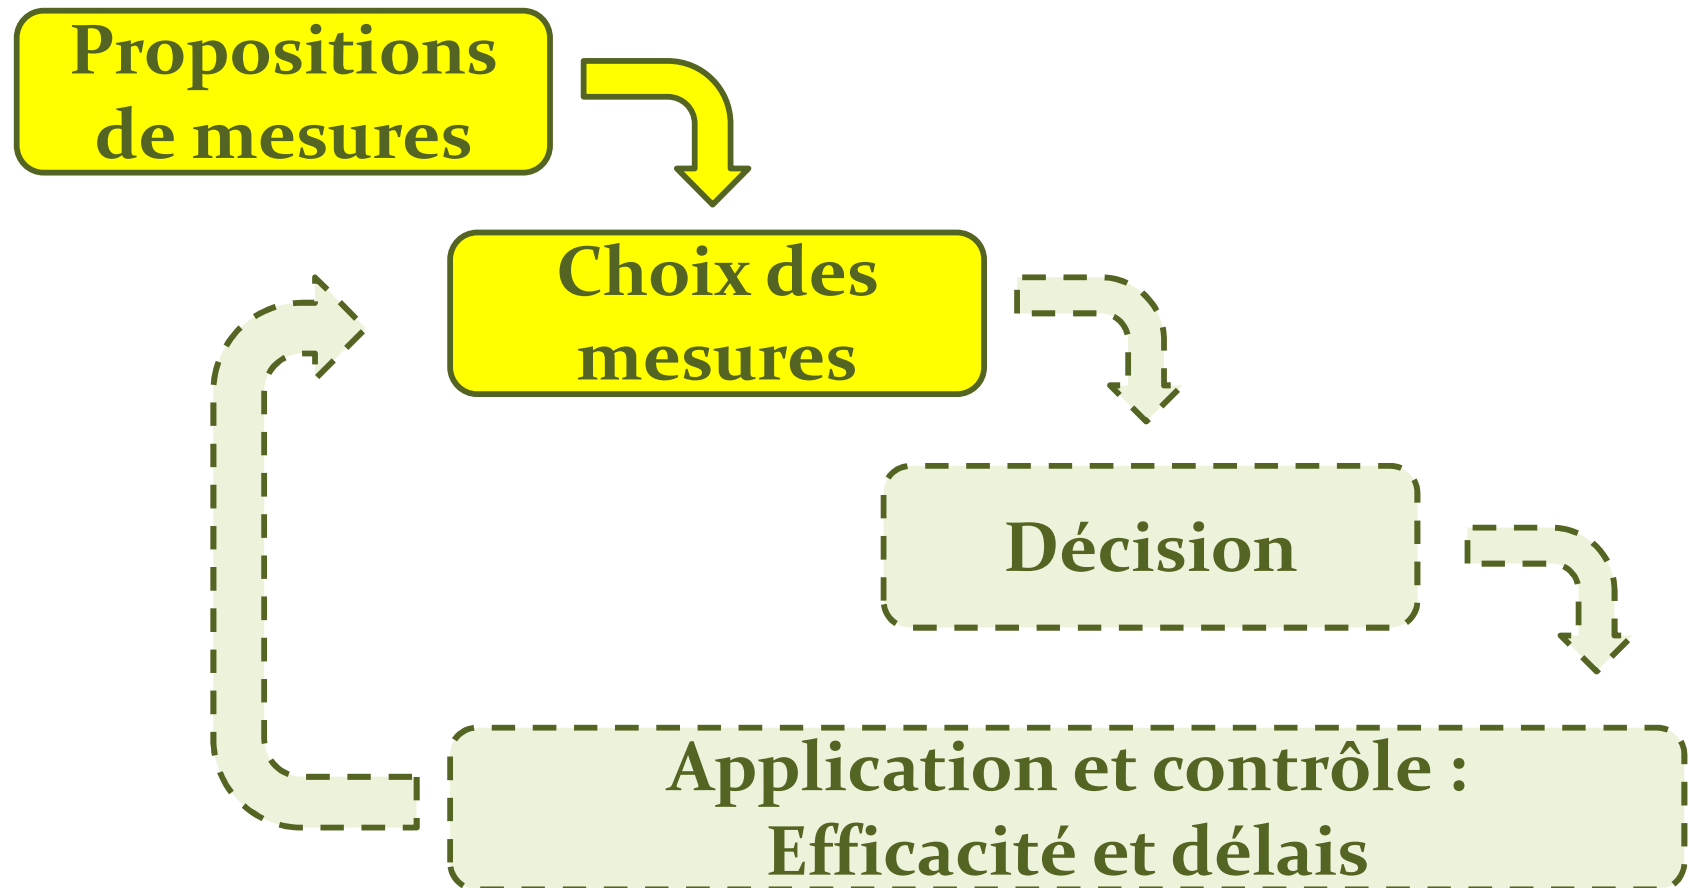 Propositions
de mesures
Choix des
mesures
Décision
Application et contrôle :
Efficacité et délais